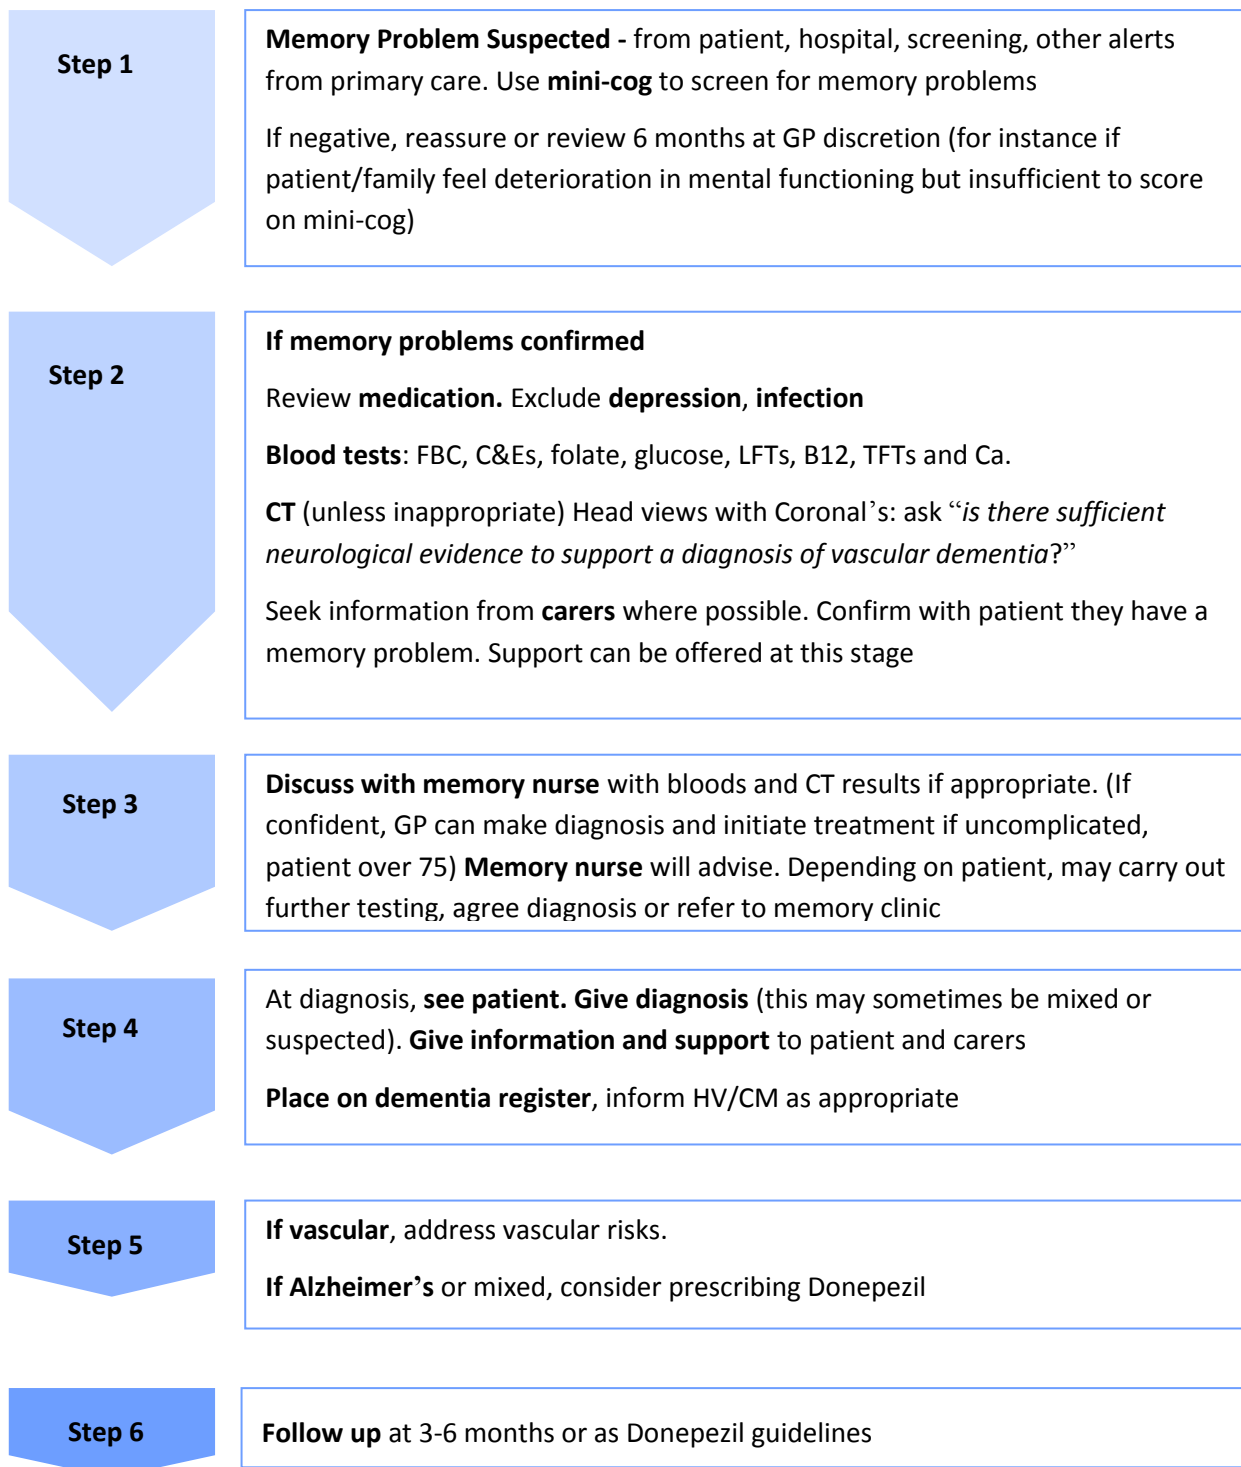 Step 1
Memory Problem Suspected - from patient, hospital, screening, other alerts
from primary care. Use mini-cog to screen for memory problems
If negative, reassure or review 6 months at GP discretion (for instance if
patient/family feel deterioration in mental functioning but insufficient to score
on mini-cog)
Step 2
If memory problems confirmed
Review medication. Exclude depression, infection
Blood tests: FBC, C&Es, folate, glucose, LFTs, B12, TFTs and Ca.
CT (unless inappropriate) Head views with Coronal’s: ask “is there sufficient
neurological evidence to support a diagnosis of vascular dementia?”
Seek information from carers where possible. Confirm with patient they have a
memory problem. Support can be offered at this stage
Step 3
Discuss with memory nurse with bloods and CT results if appropriate. (If
confident, GP can make diagnosis and initiate treatment if uncomplicated,
patient over 75) Memory nurse will advise. Depending on patient, may carry out
further testing, agree diagnosis or refer to memory clinic
Step 4
At diagnosis, see patient. Give diagnosis (this may sometimes be mixed or
suspected). Give information and support to patient and carers
Place on dementia register, inform HV/CM as appropriate
Step 5
If vascular, address vascular risks.
If Alzheimer’s or mixed, consider prescribing Donepezil
Step 6
Follow up at 3-6 months or as Donepezil guidelines